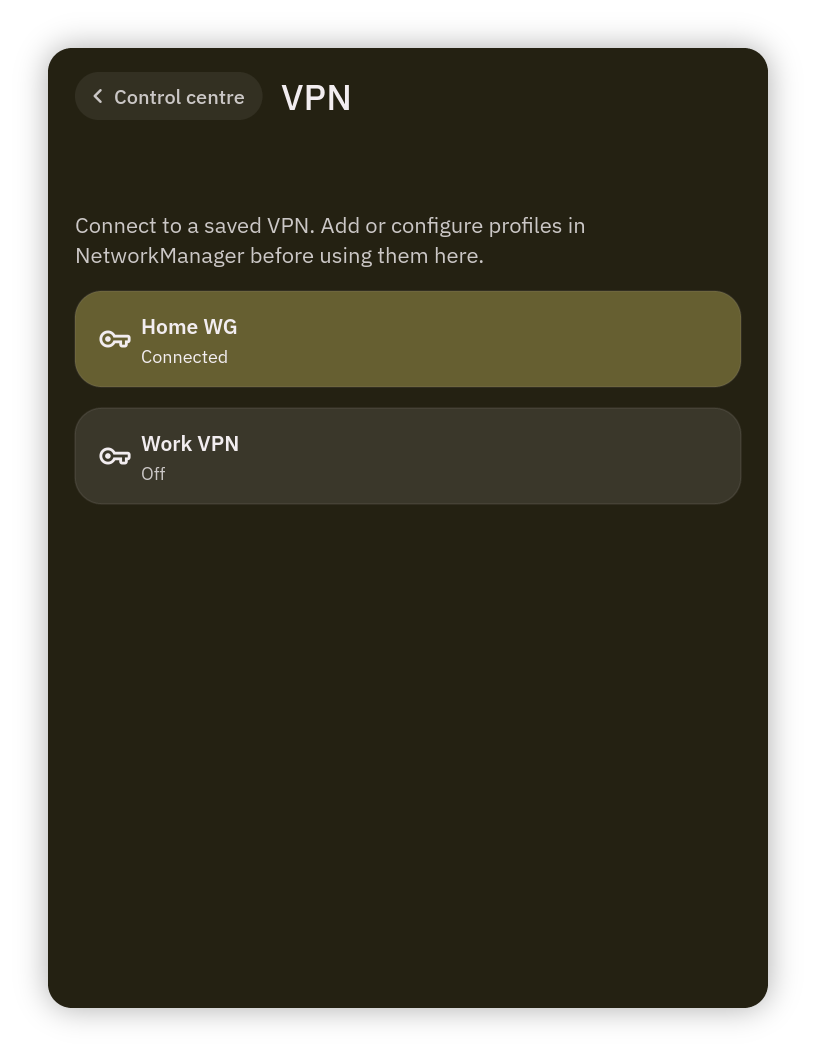 Control centre
VPN
Connect to a saved VPN. Add or configure profiles in
NetworkManager before using them here.
Home WG
Connected
Work VPN
Off